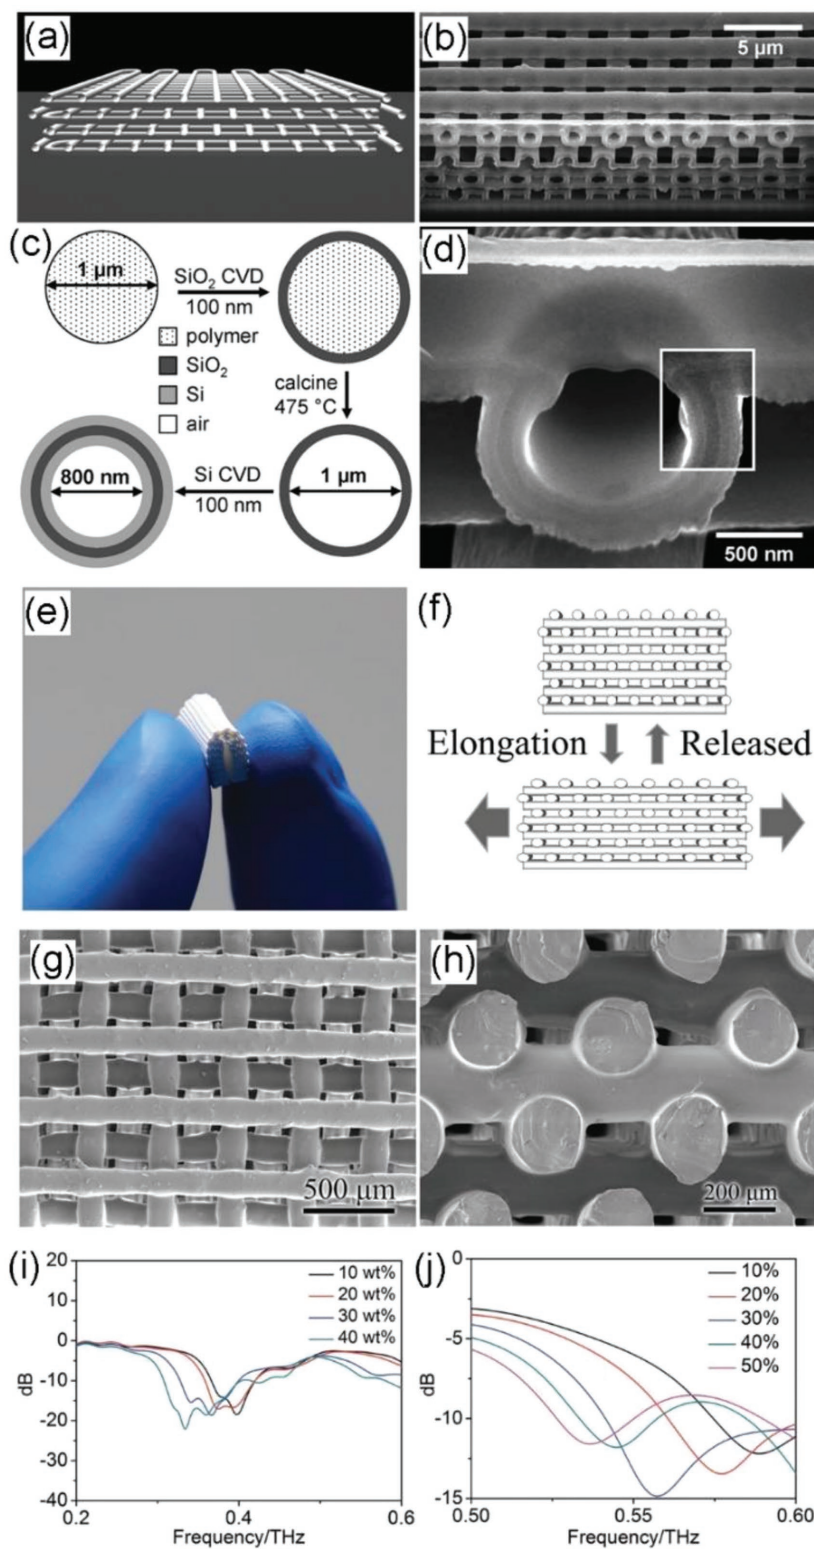 (a)
(b)
5 μm
(c)
1 μm
SiO2 CVD
100 nm
polymer
SiO2
Si
air
calcine
475 °C
800 nm
Si CVD
100 nm
1 μm
(d)
500 nm
(e)
(f)
Elongation
Released
(g)
500 μm
(h)
200 μm
(i)
20
10
0
-10
-20
-30
-40
dB
10 wt%
20 wt%
30 wt%
40 wt%
0.2
0.4
0.6
Frequency/THz
(j)
0
-5
-10
-15
dB
10%
20%
30%
40%
50%
0.50
0.55
0.60
Frequency/THz